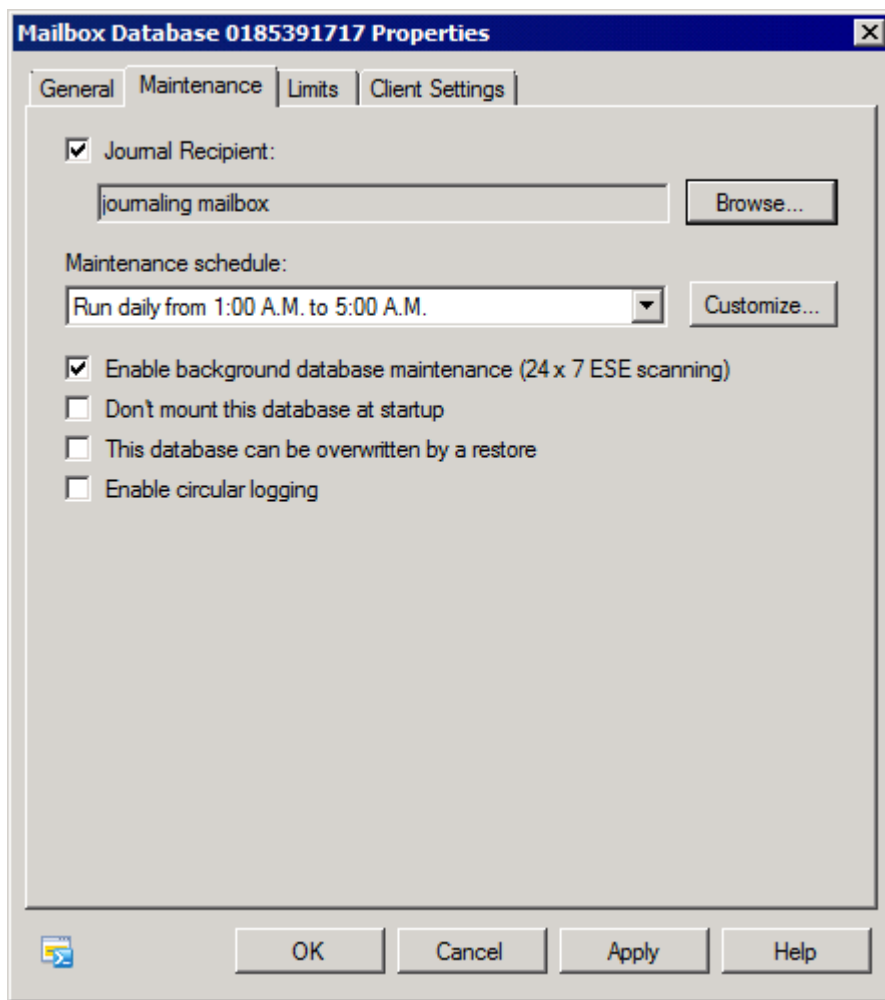 Mailbox Database 0185391717 Properties
General Maintenance Limits Client Settings
Journal Recipient:
journaling mailbox Browse...
Maintenance schedule:
Run daily from 1:00 A.M. to 5:00 A.M. Customize...
Enable background database maintenance (24 x 7 ESE scanning)
Don't mount this database at startup
This database can be overwritten by a restore
Enable circular logging
OK Cancel Apply Help